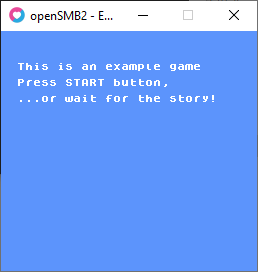 openSMB2 - E...
This is an example game
Press START button,
...or wait for the story!